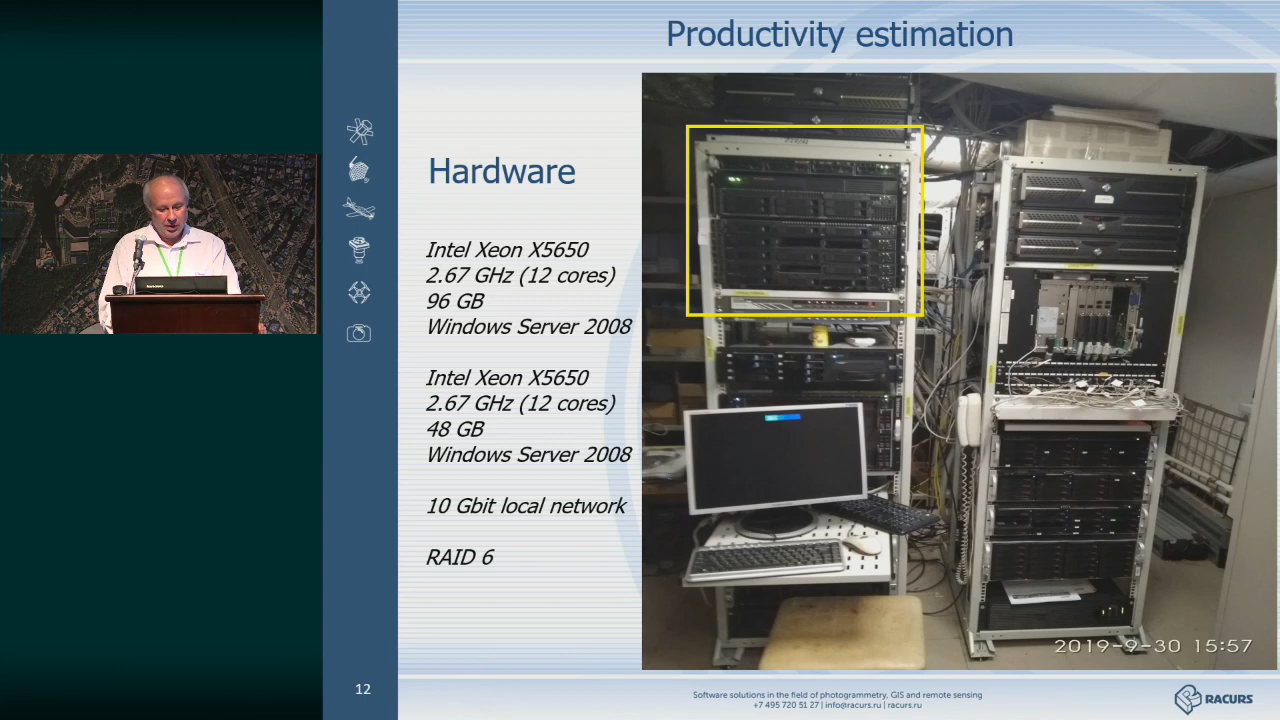 Productivity estimation
Hardware
Intel Xeon X5650
2.67 GHz (12 cores)
96 GB
Windows Server 2008
Intel Xeon X5650
2.67 GHz (12 cores)
48 GB
Windows Server 2008
10 Gbit local network
RAID 6
2019-9-30 15:57
12
Software solutions in the field of photogrammetry, GIS and remote sensing
+7 495 720 51 27 | info@racurs.ru | racurs.ru
RACURS